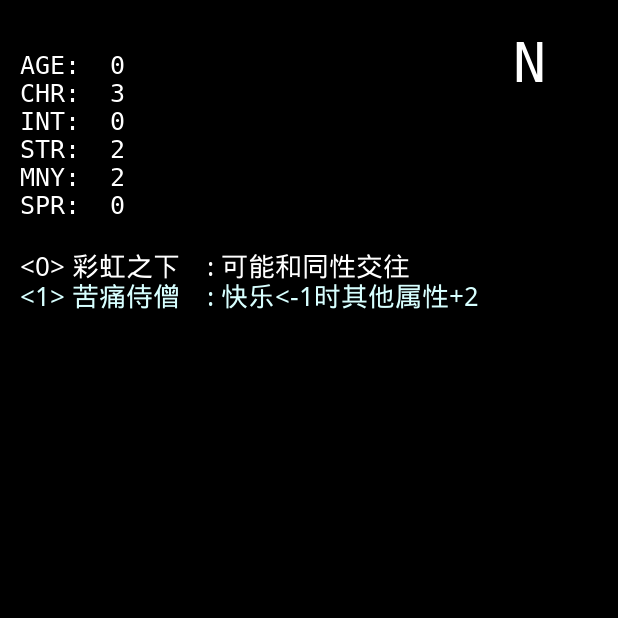 N
AGE: 0
CHR: 3
INT: 0
STR: 2
MNY: 2
SPR: 0
<0> 彩虹之下 : 可能和同性交往
<1> 苦痛侍僧 : 快乐<-1时其他属性+2